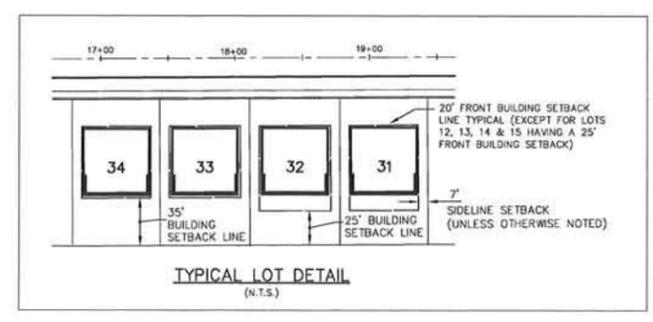 17+00 18+00 19+00
20' FRONT BUILDING SETBACK
LINE TYPICAL (EXCEPT FOR LOTS
12, 13, 14 & 15 HAVING A 25'
FRONT BUILDING SETBACK)
34 33 32 31
7'
SIDELINE SETBACK
(UNLESS OTHERWISE NOTED)
35'
BUILDING
SETBACK LINE
25' BUILDING
SETBACK LINE
TYPICAL LOT DETAIL
(N.T.S.)